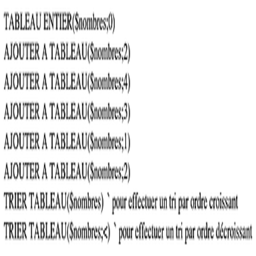 TABLEAU ENTIER($nombres;0)
AJOUTER A TABLEAU($nombres;2)
AJOUTER A TABLEAU($nombres;4)
AJOUTER A TABLEAU($nombres;3)
AJOUTER A TABLEAU($nombres;1)
AJOUTER A TABLEAU($nombres;2)
TRIER TABLEAU($nombres) ` pour effectuer un tri par ordre croissant
TRIER TABLEAU($nombres;<) ` pour effectuer un tri par ordre décroissant